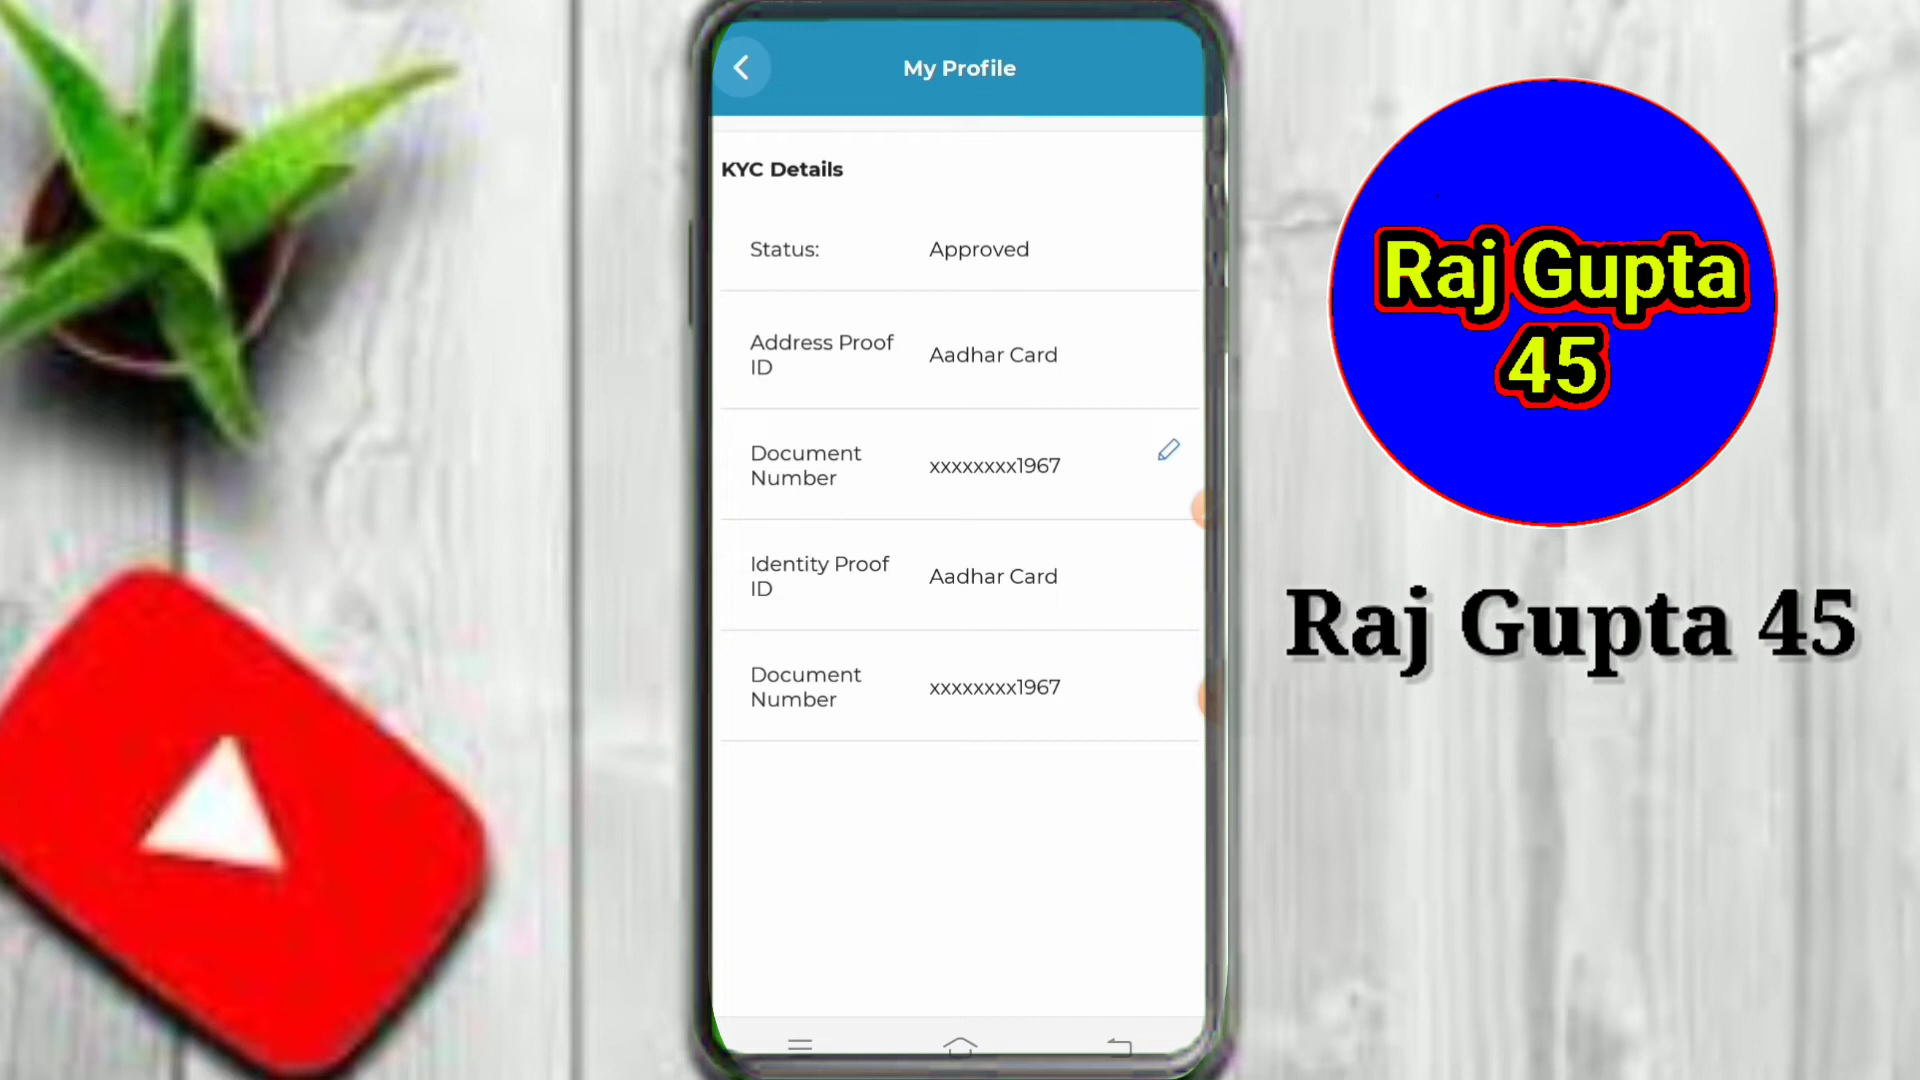 My Profile
KYC Details
Status: Approved
Address Proof ID Aadhar Card
Document Number xxxxxxxx1967
Identity Proof ID Aadhar Card
Document Number xxxxxxxx1967
Raj Gupta
45
Raj Gupta 45